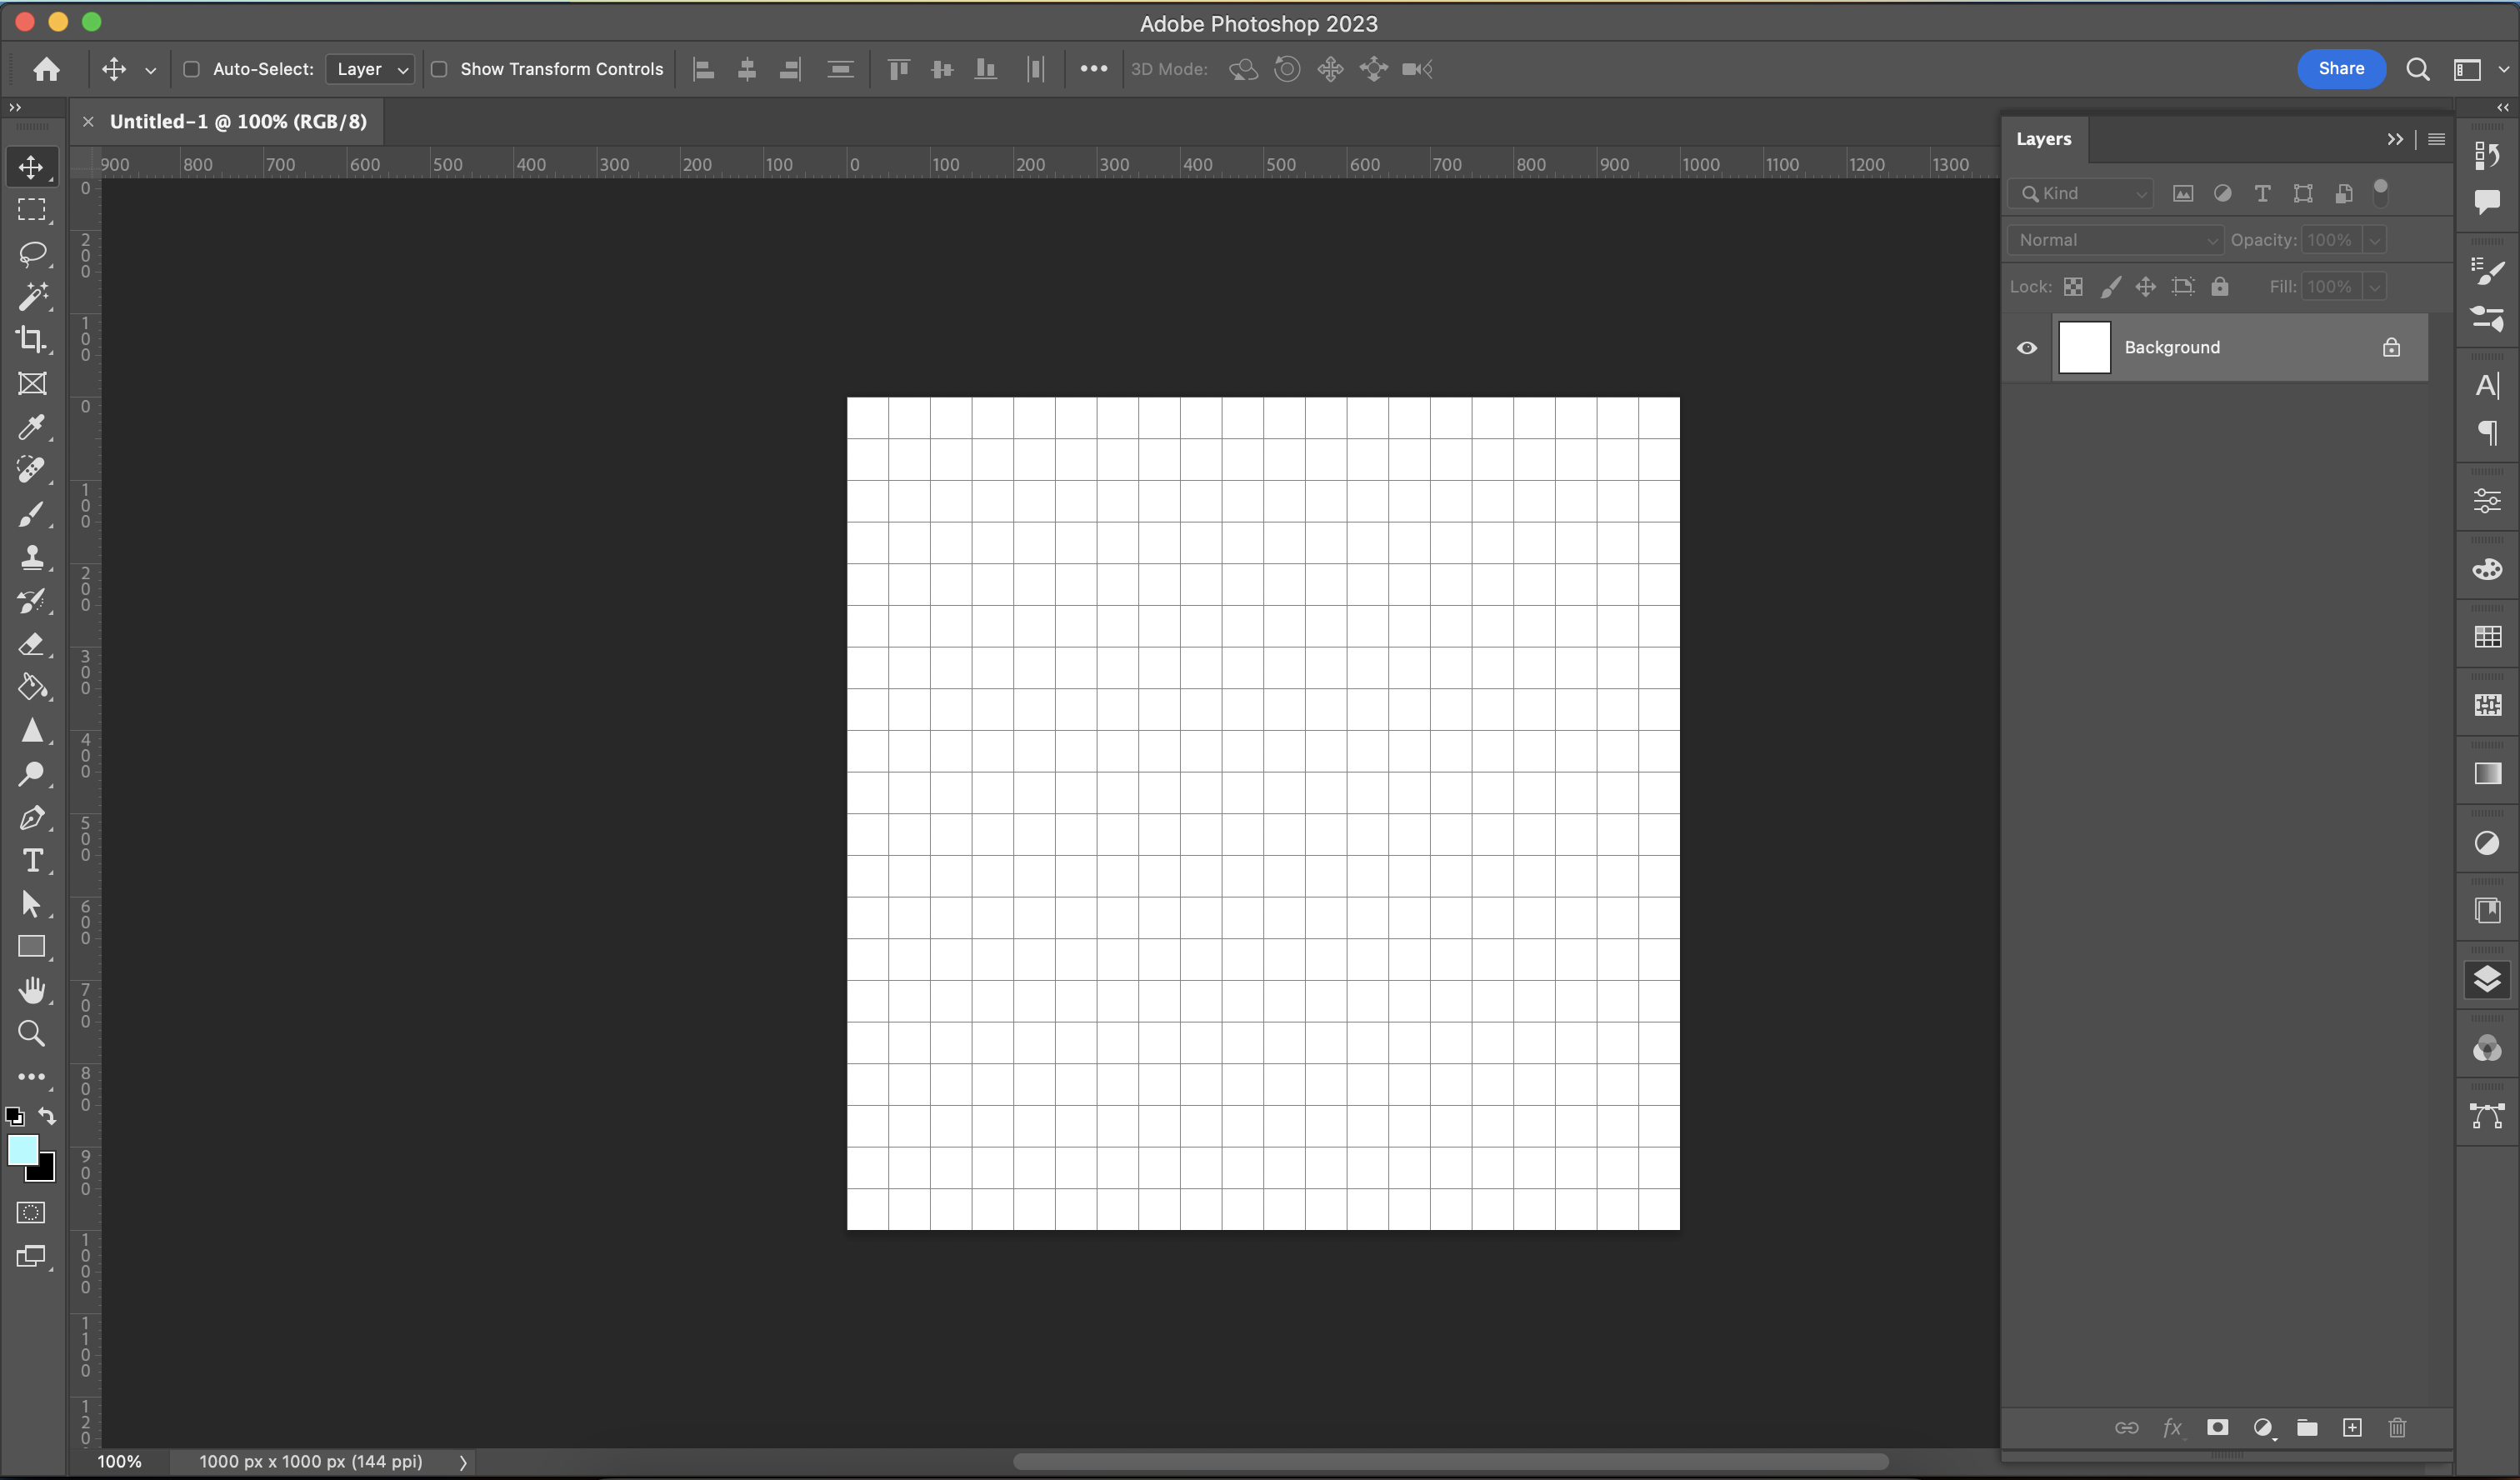 Adobe Photoshop 2023
Auto-Select: Layer Show Transform Controls 3D Mode: Share
Untitled-1 @ 100% (RGB/8)
900 800 700 600 500 400 300 200 100 0 100 200 300 400 500 600 700 800 900 1000 1100 1200 1300
0
200
100
0
100
200
300
400
500
600
700
800
900
1000
1100
120
Layers
Kind
Normal Opacity: 100%
Lock: Fill: 100%
Background
fx
100% 1000 px x 1000 px (144 ppi)